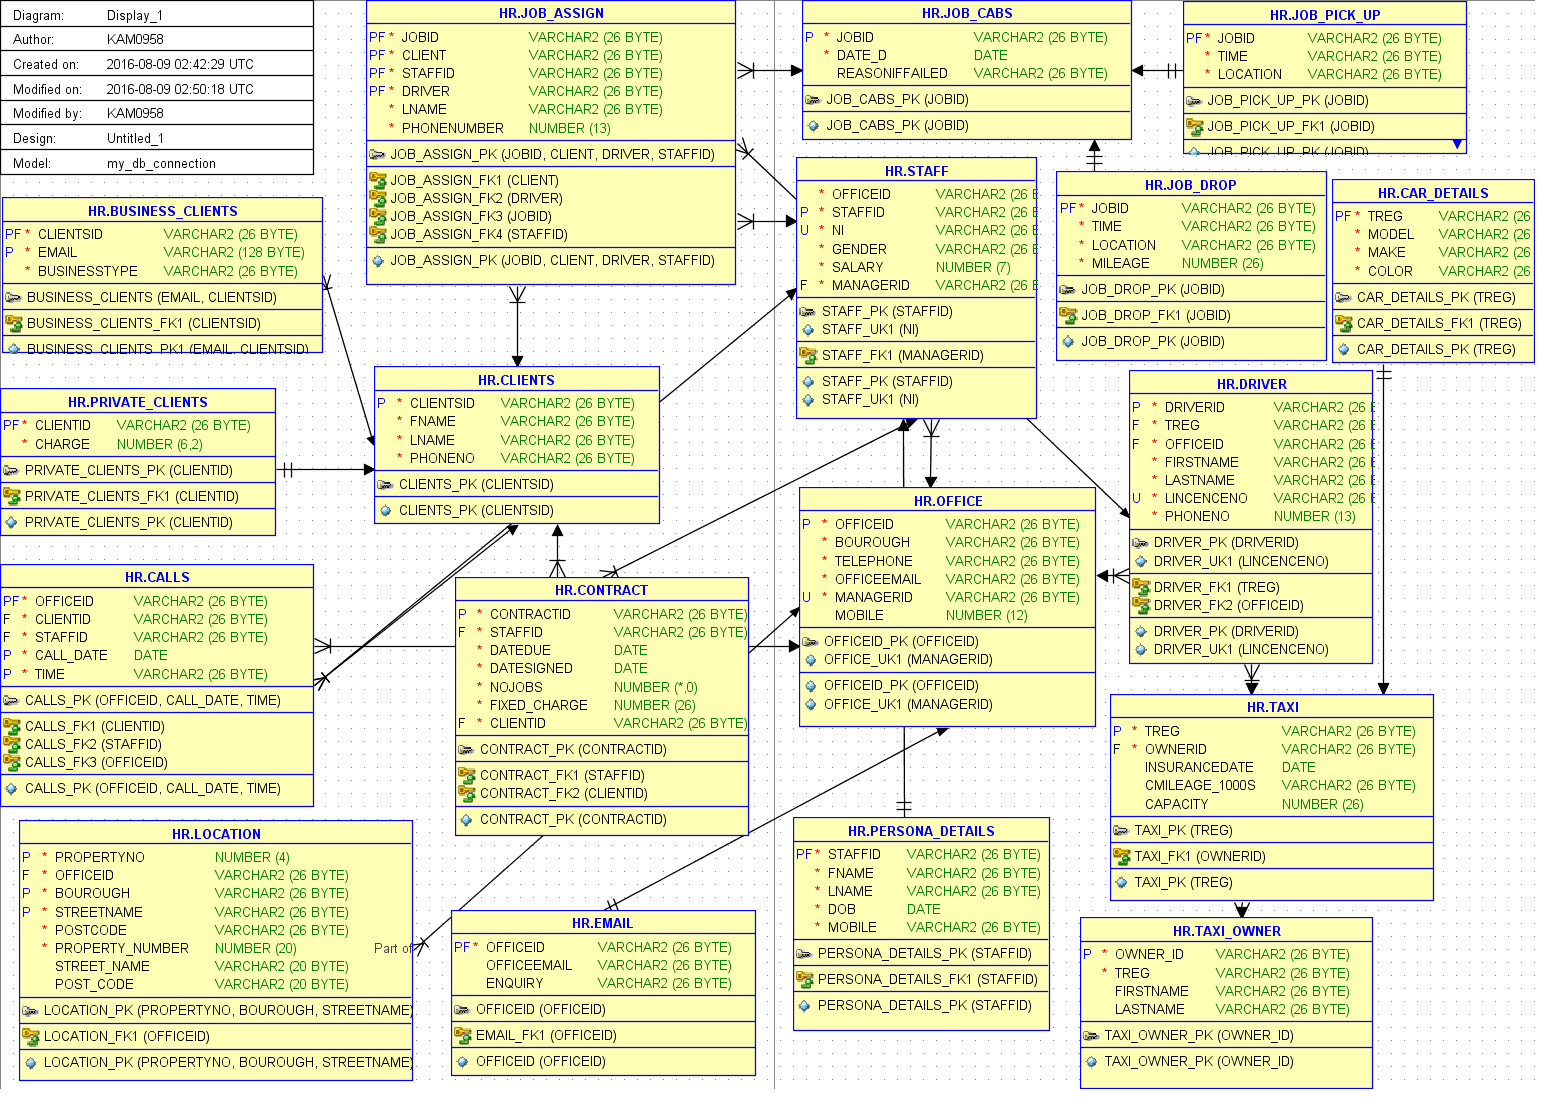 Diagram: Display_1
Author: KAM0958
Created on: 2016-08-09 02:42:29 UTC
Modified on: 2016-08-09 02:50:18 UTC
Modified by: KAM0958
Design: Untitled_1
Model: my_db_connection
HR.JOB_ASSIGN
PF * JOBID VARCHAR2 (26 BYTE)
PF * CLIENT VARCHAR2 (26 BYTE)
PF * STAFFID VARCHAR2 (26 BYTE)
PF * DRIVER VARCHAR2 (26 BYTE)
* LNAME VARCHAR2 (26 BYTE)
* PHONENUMBER NUMBER (13)
JOB_ASSIGN_PK (JOBID, CLIENT, DRIVER, STAFFID)
JOB_ASSIGN_FK1 (CLIENT)
JOB_ASSIGN_FK2 (DRIVER)
JOB_ASSIGN_FK3 (JOBID)
JOB_ASSIGN_FK4 (STAFFID)
JOB_ASSIGN_PK (JOBID, CLIENT, DRIVER, STAFFID)
HR.JOB_CABS
P * JOBID VARCHAR2 (26 BYTE)
* DATE_D DATE
REASONIFFAILED VARCHAR2 (26 BYTE)
JOB_CABS_PK (JOBID)
JOB_CABS_PK (JOBID)
HR.JOB_PICK_UP
PF * JOBID VARCHAR2 (26 BYTE)
* TIME VARCHAR2 (26 BYTE)
* LOCATION VARCHAR2 (26 BYTE)
JOB_PICK_UP_PK (JOBID)
JOB_PICK_UP_FK1 (JOBID)
JOB_PICK_UP_PK (JOBID)
HR.BUSINESS_CLIENTS
PF * CLIENTSID VARCHAR2 (26 BYTE)
P * EMAIL VARCHAR2 (128 BYTE)
* BUSINESSTYPE VARCHAR2 (26 BYTE)
BUSINESS_CLIENTS (EMAIL, CLIENTSID)
BUSINESS_CLIENTS_FK1 (CLIENTSID)
BUSINESS_CLIENTS_PK1 (EMAIL, CLIENTSID)
HR.STAFF
* OFFICEID VARCHAR2 (26 B
P * STAFFID VARCHAR2 (26 B
U * NI VARCHAR2 (26 B
* GENDER VARCHAR2 (26 B
* SALARY NUMBER (7)
F * MANAGERID VARCHAR2 (26 B
STAFF_PK (STAFFID)
STAFF_UK1 (NI)
STAFF_FK1 (MANAGERID)
STAFF_PK (STAFFID)
STAFF_UK1 (NI)
HR.JOB_DROP
PF * JOBID VARCHAR2 (26 BYTE)
* TIME VARCHAR2 (26 BYTE)
* LOCATION VARCHAR2 (26 BYTE)
* MILEAGE NUMBER (26)
JOB_DROP_PK (JOBID)
JOB_DROP_FK1 (JOBID)
JOB_DROP_PK (JOBID)
HR.CAR_DETAILS
PF * TREG VARCHAR2 (26
* MODEL VARCHAR2 (26
* MAKE VARCHAR2 (26
* COLOR VARCHAR2 (26
CAR_DETAILS_PK (TREG)
CAR_DETAILS_FK1 (TREG)
CAR_DETAILS_PK (TREG)
HR.PRIVATE_CLIENTS
PF * CLIENTID VARCHAR2 (26 BYTE)
* CHARGE NUMBER (6,2)
PRIVATE_CLIENTS_PK (CLIENTID)
PRIVATE_CLIENTS_FK1 (CLIENTID)
PRIVATE_CLIENTS_PK (CLIENTID)
HR.CLIENTS
P * CLIENTSID VARCHAR2 (26 BYTE)
* FNAME VARCHAR2 (26 BYTE)
* LNAME VARCHAR2 (26 BYTE)
* PHONENO VARCHAR2 (26 BYTE)
CLIENTS_PK (CLIENTSID)
CLIENTS_PK (CLIENTSID)
HR.DRIVER
P * DRIVERID VARCHAR2 (26 E
F * TREG VARCHAR2 (26 E
F * OFFICEID VARCHAR2 (26 E
* FIRSTNAME VARCHAR2 (26 E
* LASTNAME VARCHAR2 (26 E
U * LINCENCENO VARCHAR2 (26 E
* PHONENO NUMBER (13)
DRIVER_PK (DRIVERID)
DRIVER_UK1 (LINCENCENO)
DRIVER_FK1 (TREG)
DRIVER_FK2 (OFFICEID)
DRIVER_PK (DRIVERID)
DRIVER_UK1 (LINCENCENO)
HR.OFFICE
P * OFFICEID VARCHAR2 (26 BYTE)
* BOUROUGH VARCHAR2 (26 BYTE)
* TELEPHONE VARCHAR2 (26 BYTE)
* OFFICEEMAIL VARCHAR2 (26 BYTE)
U * MANAGERID VARCHAR2 (26 BYTE)
MOBILE NUMBER (12)
OFFICEID_PK (OFFICEID)
OFFICE_UK1 (MANAGERID)
OFFICEID_PK (OFFICEID)
OFFICE_UK1 (MANAGERID)
HR.CALLS
PF * OFFICEID VARCHAR2 (26 BYTE)
F * CLIENTID VARCHAR2 (26 BYTE)
F * STAFFID VARCHAR2 (26 BYTE)
P * CALL_DATE DATE
P * TIME VARCHAR2 (26 BYTE)
CALLS_PK (OFFICEID, CALL_DATE, TIME)
CALLS_FK1 (CLIENTID)
CALLS_FK2 (STAFFID)
CALLS_FK3 (OFFICEID)
CALLS_PK (OFFICEID, CALL_DATE, TIME)
HR.CONTRACT
P * CONTRACTID VARCHAR2 (26 BYTE)
F * STAFFID VARCHAR2 (26 BYTE)
* DATEDUE DATE
* DATESIGNED DATE
* NOJOBS NUMBER (*,0)
* FIXED_CHARGE NUMBER (26)
F * CLIENTID VARCHAR2 (26 BYTE)
CONTRACT_PK (CONTRACTID)
CONTRACT_FK1 (STAFFID)
CONTRACT_FK2 (CLIENTID)
CONTRACT_PK (CONTRACTID)
HR.TAXI
P * TREG VARCHAR2 (26 BYTE)
F * OWNERID VARCHAR2 (26 BYTE)
INSURANCEDATE DATE
CMILEAGE_1000S VARCHAR2 (26 BYTE)
CAPACITY NUMBER (26)
TAXI_PK (TREG)
TAXI_FK1 (OWNERID)
TAXI_PK (TREG)
HR.LOCATION
P * PROPERTYNO NUMBER (4)
F * OFFICEID VARCHAR2 (26 BYTE)
P * BOUROUGH VARCHAR2 (26 BYTE)
P * STREETNAME VARCHAR2 (26 BYTE)
* POSTCODE VARCHAR2 (26 BYTE)
* PROPERTY_NUMBER NUMBER (20)
STREET_NAME VARCHAR2 (20 BYTE)
POST_CODE VARCHAR2 (20 BYTE)
LOCATION_PK (PROPERTYNO, BOUROUGH, STREETNAME)
LOCATION_FK1 (OFFICEID)
LOCATION_PK (PROPERTYNO, BOUROUGH, STREETNAME)
Part of
HR.EMAIL
PF * OFFICEID VARCHAR2 (26 BYTE)
OFFICEEMAIL VARCHAR2 (26 BYTE)
ENQUIRY VARCHAR2 (26 BYTE)
OFFICEID (OFFICEID)
EMAIL_FK1 (OFFICEID)
OFFICEID (OFFICEID)
HR.PERSONA_DETAILS
PF * STAFFID VARCHAR2 (26 BYTE)
* FNAME VARCHAR2 (26 BYTE)
* LNAME VARCHAR2 (26 BYTE)
* DOB DATE
* MOBILE VARCHAR2 (26 BYTE)
PERSONA_DETAILS_PK (STAFFID)
PERSONA_DETAILS_FK1 (STAFFID)
PERSONA_DETAILS_PK (STAFFID)
HR.TAXI_OWNER
P * OWNER_ID VARCHAR2 (26 BYTE)
* TREG VARCHAR2 (26 BYTE)
FIRSTNAME VARCHAR2 (26 BYTE)
LASTNAME VARCHAR2 (26 BYTE)
TAXI_OWNER_PK (OWNER_ID)
TAXI_OWNER_PK (OWNER_ID)